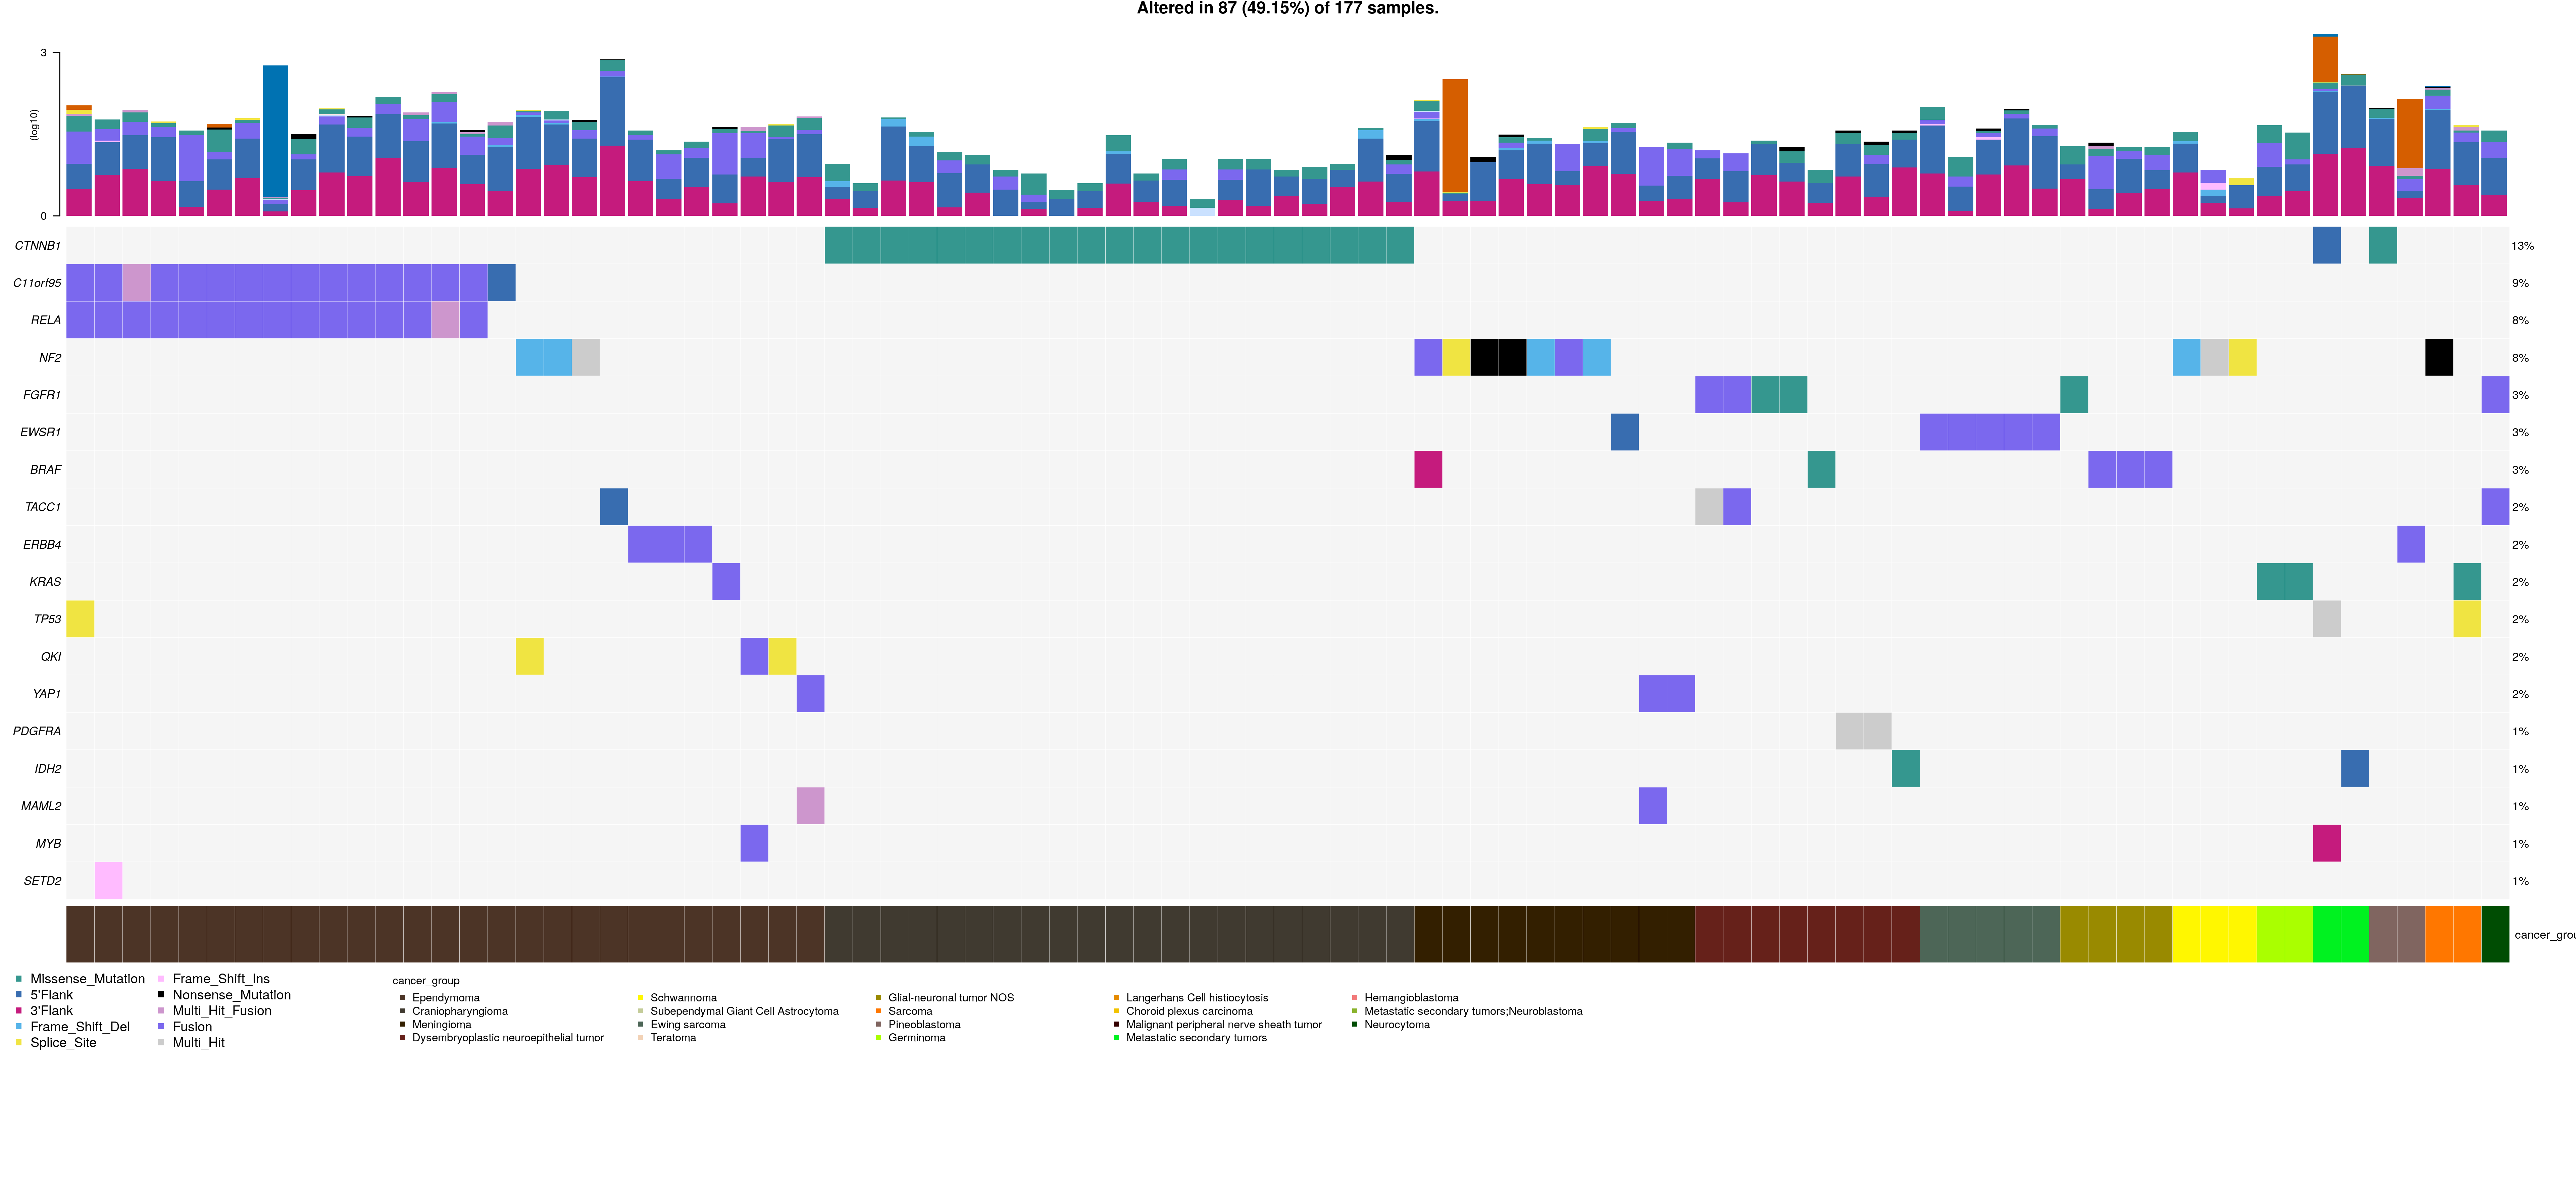 Altered in 87 (49.15%) of 177 samples.
3
(log10)
0
CTNNB1 13%
C11orf95 9%
RELA 8%
NF2 8%
FGFR1 3%
EWSR1 3%
BRAF 3%
TACC1 2%
ERBB4 2%
KRAS 2%
TP53 2%
QKI 2%
YAP1 2%
PDGFRA 1%
IDH2 1%
MAML2 1%
MYB 1%
SETD2 1%
cancer_grou
Missense_Mutation
5'Flank
3'Flank
Frame_Shift_Del
Splice_Site
Frame_Shift_Ins
Nonsense_Mutation
Multi_Hit_Fusion
Fusion
Multi_Hit
cancer_group
Ependymoma
Craniopharyngioma
Meningioma
Dysembryoplastic neuroepithelial tumor
Schwannoma
Subependymal Giant Cell Astrocytoma
Ewing sarcoma
Teratoma
Glial-neuronal tumor NOS
Sarcoma
Pineoblastoma
Germinoma
Langerhans Cell histiocytosis
Choroid plexus carcinoma
Malignant peripheral nerve sheath tumor
Metastatic secondary tumors
Hemangioblastoma
Metastatic secondary tumors;Neuroblastoma
Neurocytoma